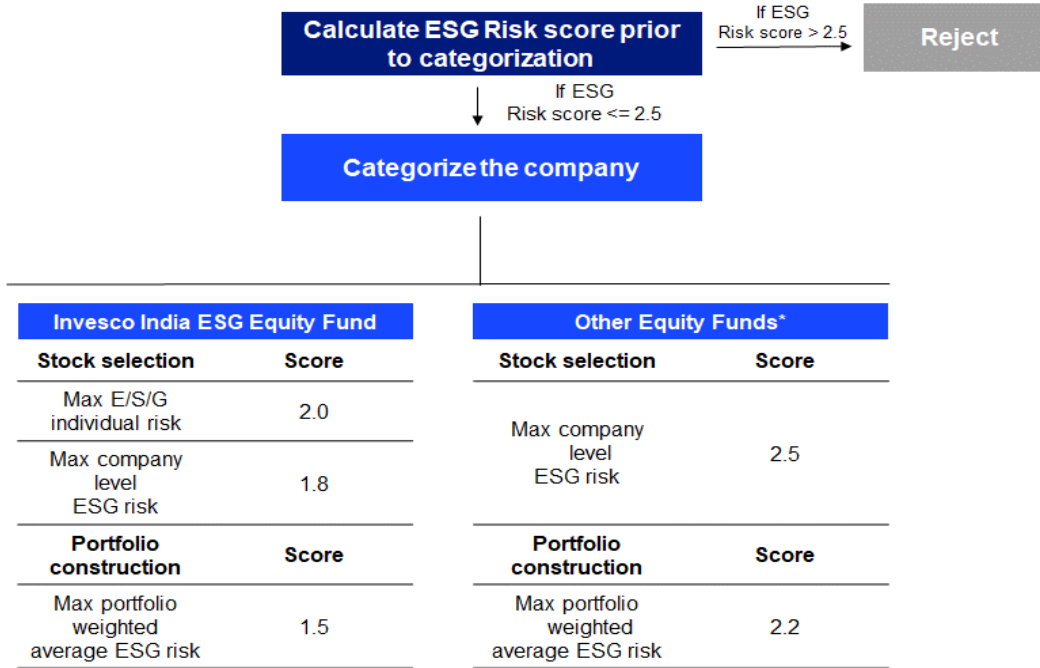 Calculate ESG Risk score prior
to categorization
If ESG
Risk score > 2.5
Reject
If ESG
Risk score <= 2.5
Categorize the company
Invesco India ESG Equity Fund
Stock selection Score
Max E/S/G
individual risk
2.0
Max company
level
ESG risk
1.8
Portfolio
construction
Score
Max portfolio
weighted
average ESG risk
1.5
Other Equity Funds*
Stock selection Score
Max company
level
ESG risk
2.5
Portfolio
construction
Score
Max portfolio
weighted
average ESG risk
2.2